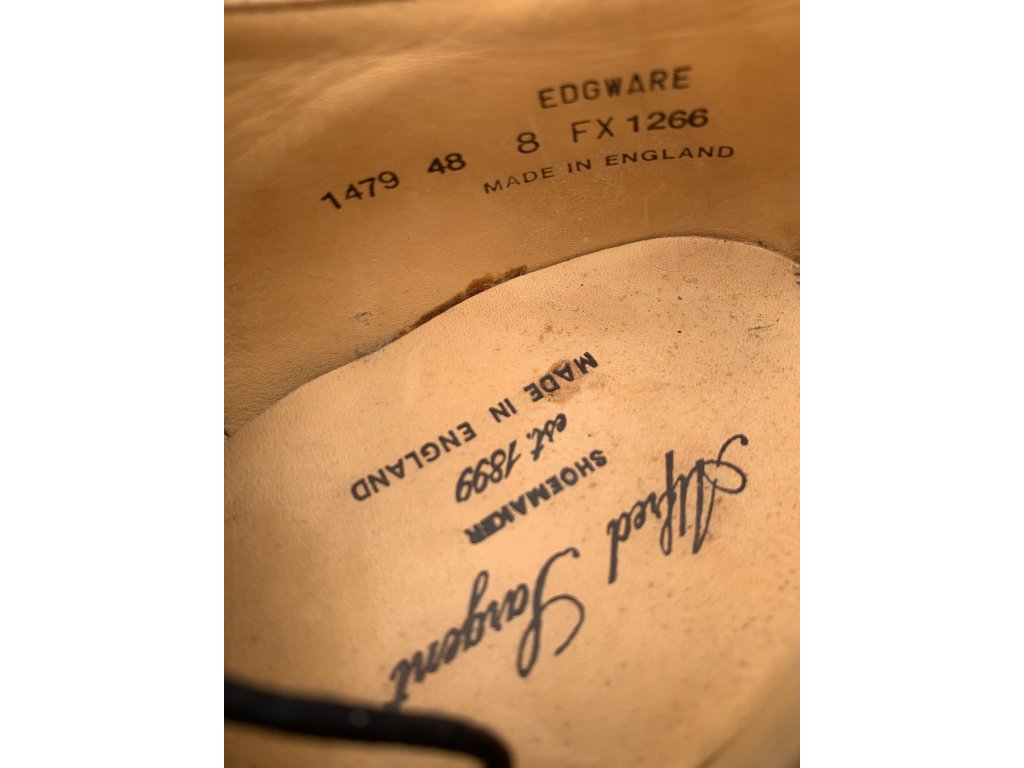 EDGWARE
1479 48 8 FX 1266
MADE IN ENGLAND
Alfred Sargent
SHOEMAKER
est. 1899
MADE IN ENGLAND